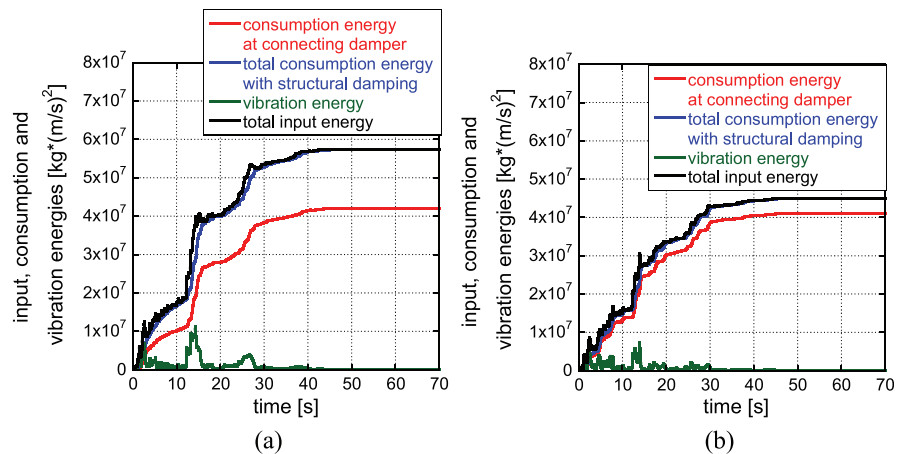 consumption energy
at connecting damper
total consumption energy
with structural damping
vibration energy
total input energy
input, consumption and
vibration energies [kg*(m/s)²]
8x10⁷
7x10⁷
6x10⁷
5x10⁷
4x10⁷
3x10⁷
2x10⁷
1x10⁷
0
0 10 20 30 40 50 60 70
time [s]
(a)
consumption energy
at connecting damper
total consumption energy
with structural damping
vibration energy
total input energy
input, consumption and
vibration energies [kg*(m/s)²]
8x10⁷
7x10⁷
6x10⁷
5x10⁷
4x10⁷
3x10⁷
2x10⁷
1x10⁷
0
0 10 20 30 40 50 60 70
time [s]
(b)